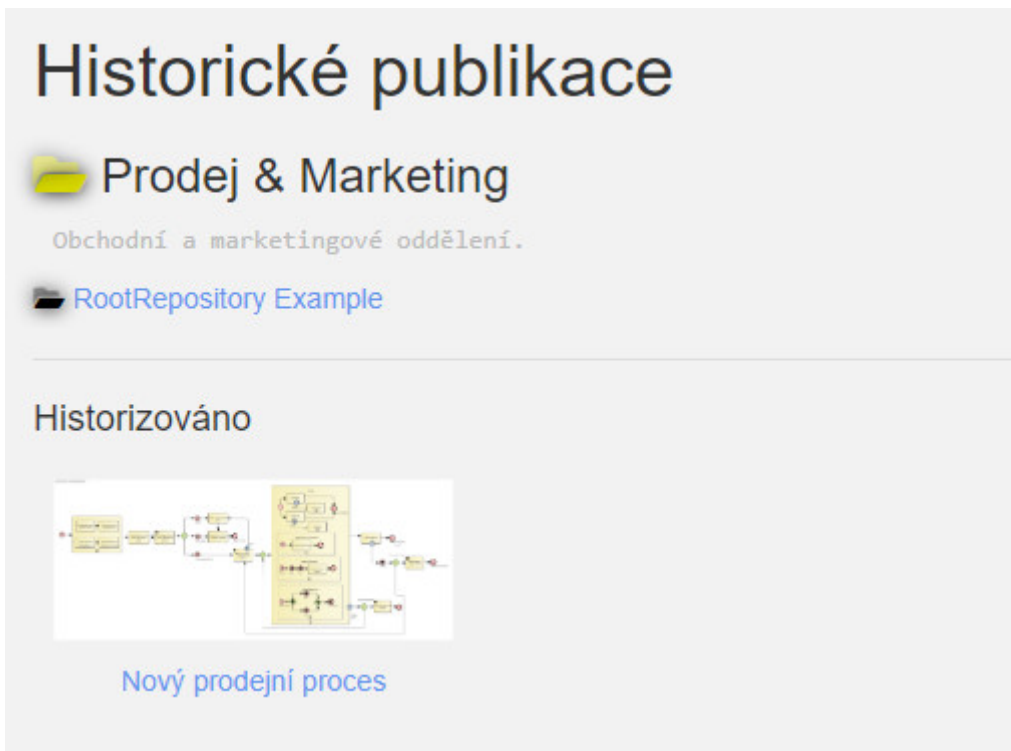 Historické publikace
Prodej & Marketing
Obchodní a marketingové oddělení.
RootRepository Example
Historizováno
Nový prodejní proces